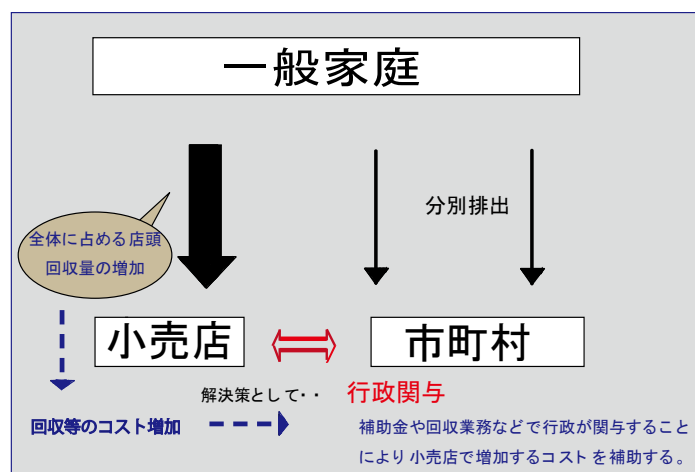 一般家庭
分別排出
全体に占める店頭
回収量の増加
小売店
市町村
解決策として・・
行政関与
回収等のコスト増加
補助金や回収業務などで行政が関与すること
により小売店で増加するコストを補助する。